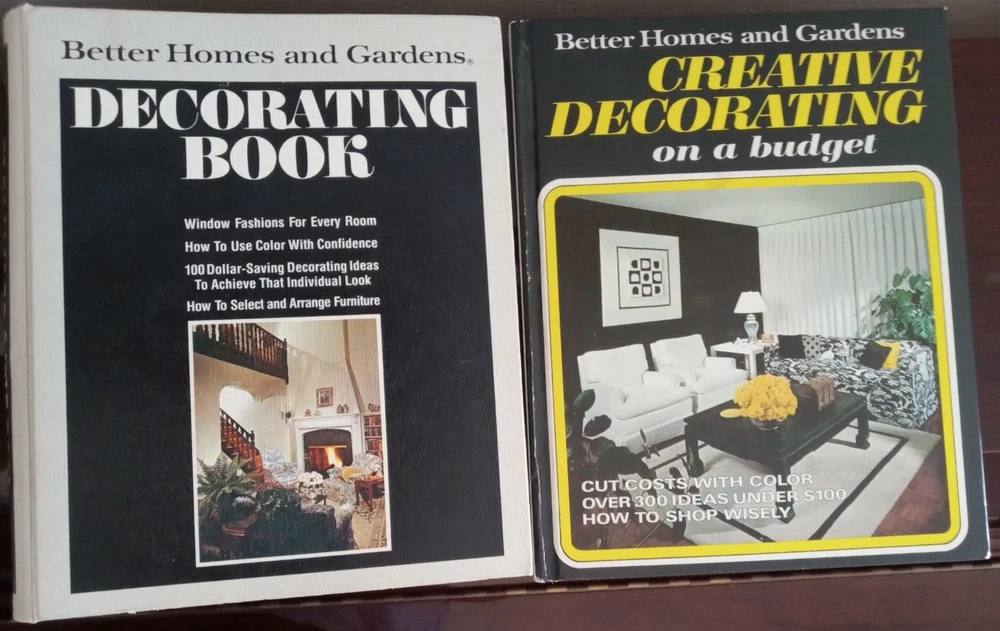 Better Homes and Gardens®
DECORATING
BOOK
Window Fashions For Every Room
How To Use Color With Confidence
100 Dollar-Saving Decorating Ideas
To Achieve That Individual Look
How To Select and Arrange Furniture
Better Homes and Gardens
CREATIVE
DECORATING
on a budget
CUT COSTS WITH COLOR
OVER 300 IDEAS UNDER $100
HOW TO SHOP WISELY